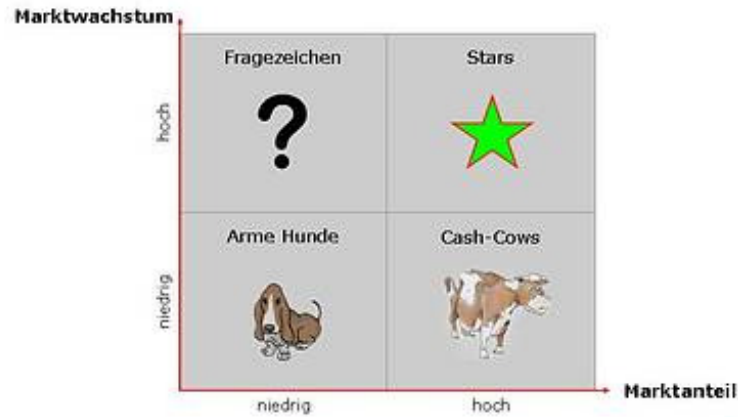 Marktwachstum
Fragezeichen
Stars
hoch
?
Arme Hunde
Cash-Cows
niedrig
Marktanteil
niedrig
hoch